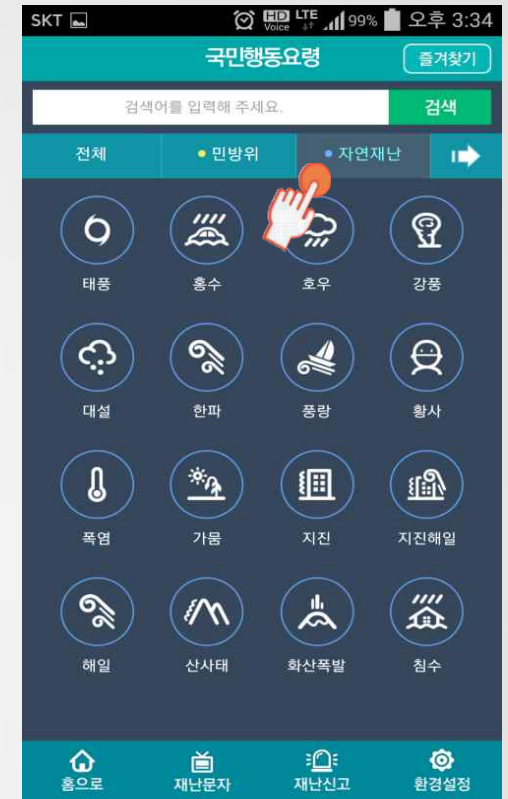 SKT HD Voice LTE 99% 오후 3:34
국민행동요령 즐겨찾기
검색어를 입력해 주세요. 검색
전체 민방위 자연재난
태풍 홍수 호우 강풍
대설 한파 풍랑 황사
폭염 가뭄 지진 지진해일
해일 산사태 화산폭발 침수
홈으로 재난문자 재난신고 환경설정